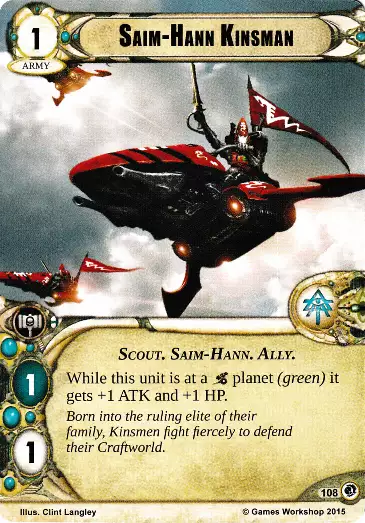 1
SAIM-HANN KINSMAN
ARMY
SCOUT. SAIM-HANN. ALLY.
1
While this unit is at a planet (green) it
gets +1 ATK and +1 HP.
1
Born into the ruling elite of their
family, Kinsmen fight fiercely to defend
their Craftworld.
108
Illus. Clint Langley
© Games Workshop 2015